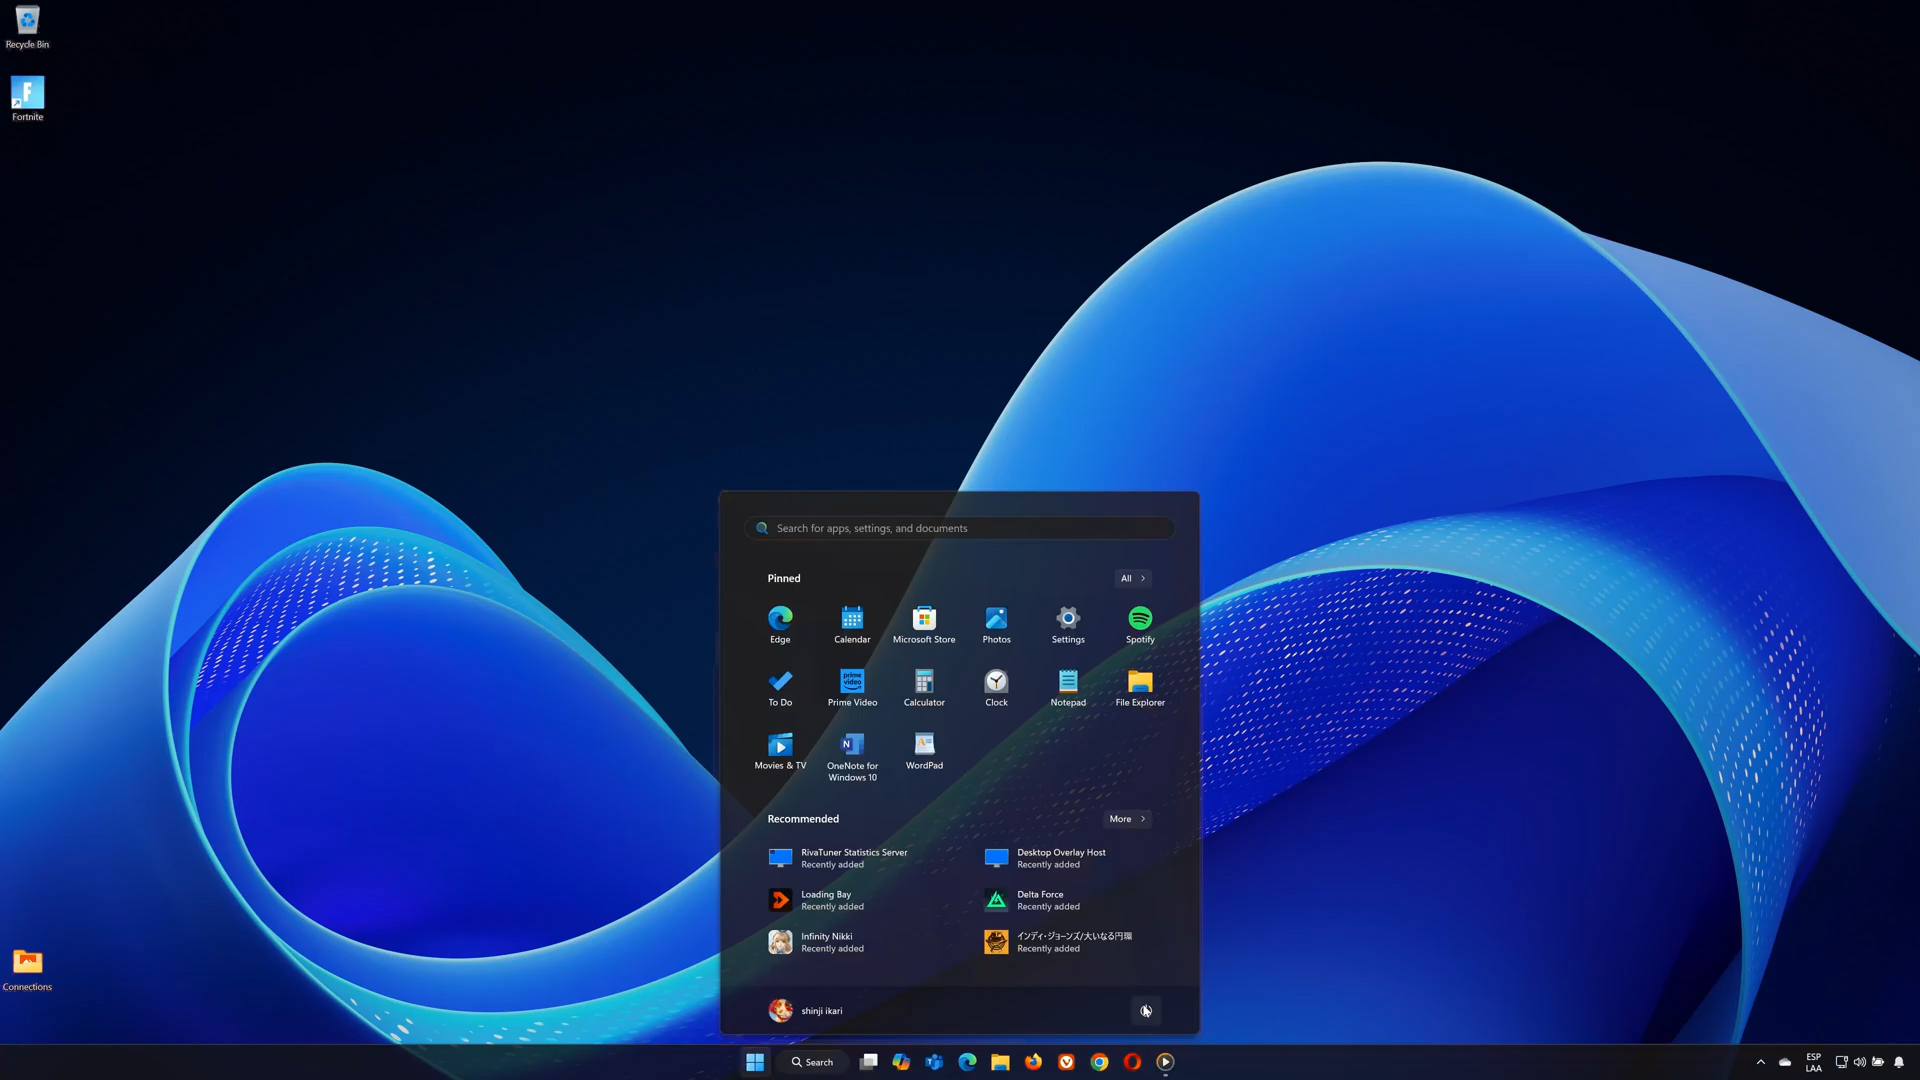 Recycle Bin
Fortnite
Search for apps, settings, and documents
Pinned
All
Edge
Calendar
Microsoft Store
Photos
Settings
Spotify
To Do
prime video
Prime Video
Calculator
Clock
Notepad
File Explorer
Movies & TV
OneNote for
Windows 10
WordPad
Recommended
More
RivaTuner Statistics Server
Recently added
Desktop Overlay Host
Recently added
Loading Bay
Recently added
Delta Force
Recently added
Infinity Nikki
Recently added
インディ・ジョーンズ/大いなる円環
Recently added
Connections
shinji ikari
Search
ESP
LAA